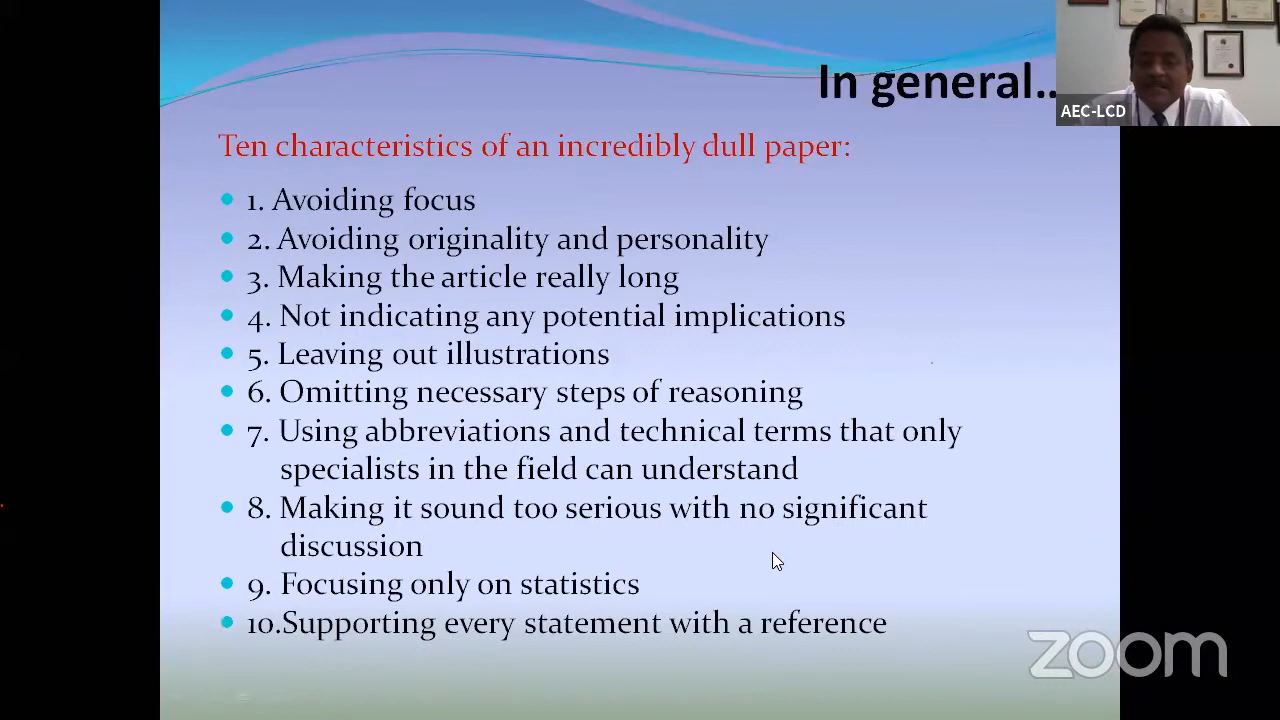 In general..
AEC-LCD
Ten characteristics of an incredibly dull paper:
1. Avoiding focus
2. Avoiding originality and personality
3. Making the article really long
4. Not indicating any potential implications
5. Leaving out illustrations
6. Omitting necessary steps of reasoning
7. Using abbreviations and technical terms that only
specialists in the field can understand
8. Making it sound too serious with no significant
discussion
9. Focusing only on statistics
10.Supporting every statement with a reference
zoom